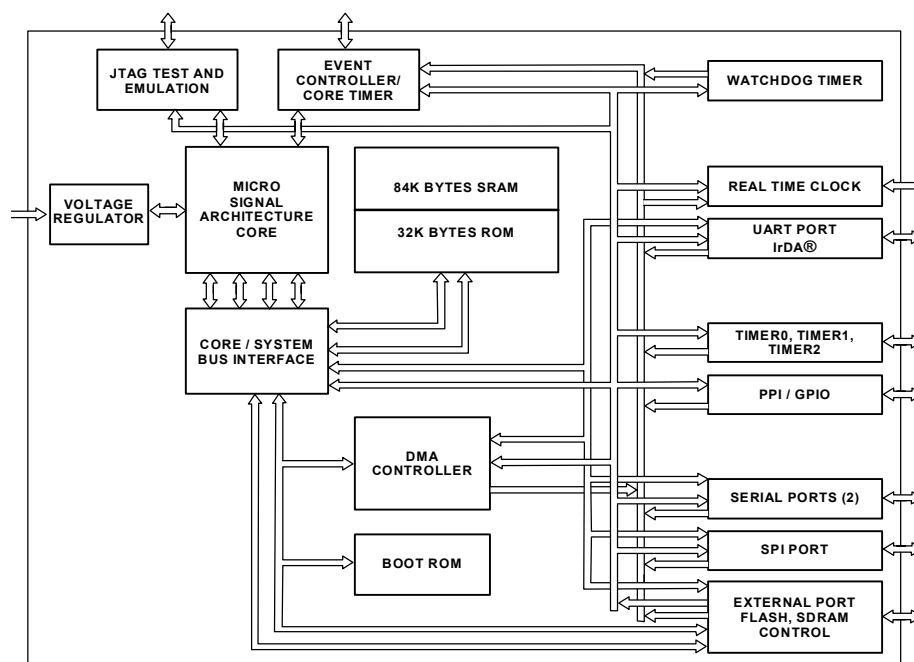 JTAG TEST AND
EMULATION
EVENT
CONTROLLER/
CORE TIMER
WATCHDOG TIMER
VOLTAGE
REGULATOR
MICRO
SIGNAL
ARCHITECTURE
CORE
84K BYTES SRAM
32K BYTES ROM
REAL TIME CLOCK
UART PORT
IrDA®
CORE / SYSTEM
BUS INTERFACE
TIMER0, TIMER1,
TIMER2
PPI / GPIO
DMA
CONTROLLER
SERIAL PORTS (2)
BOOT ROM
SPI PORT
EXTERNAL PORT
FLASH, SDRAM
CONTROL